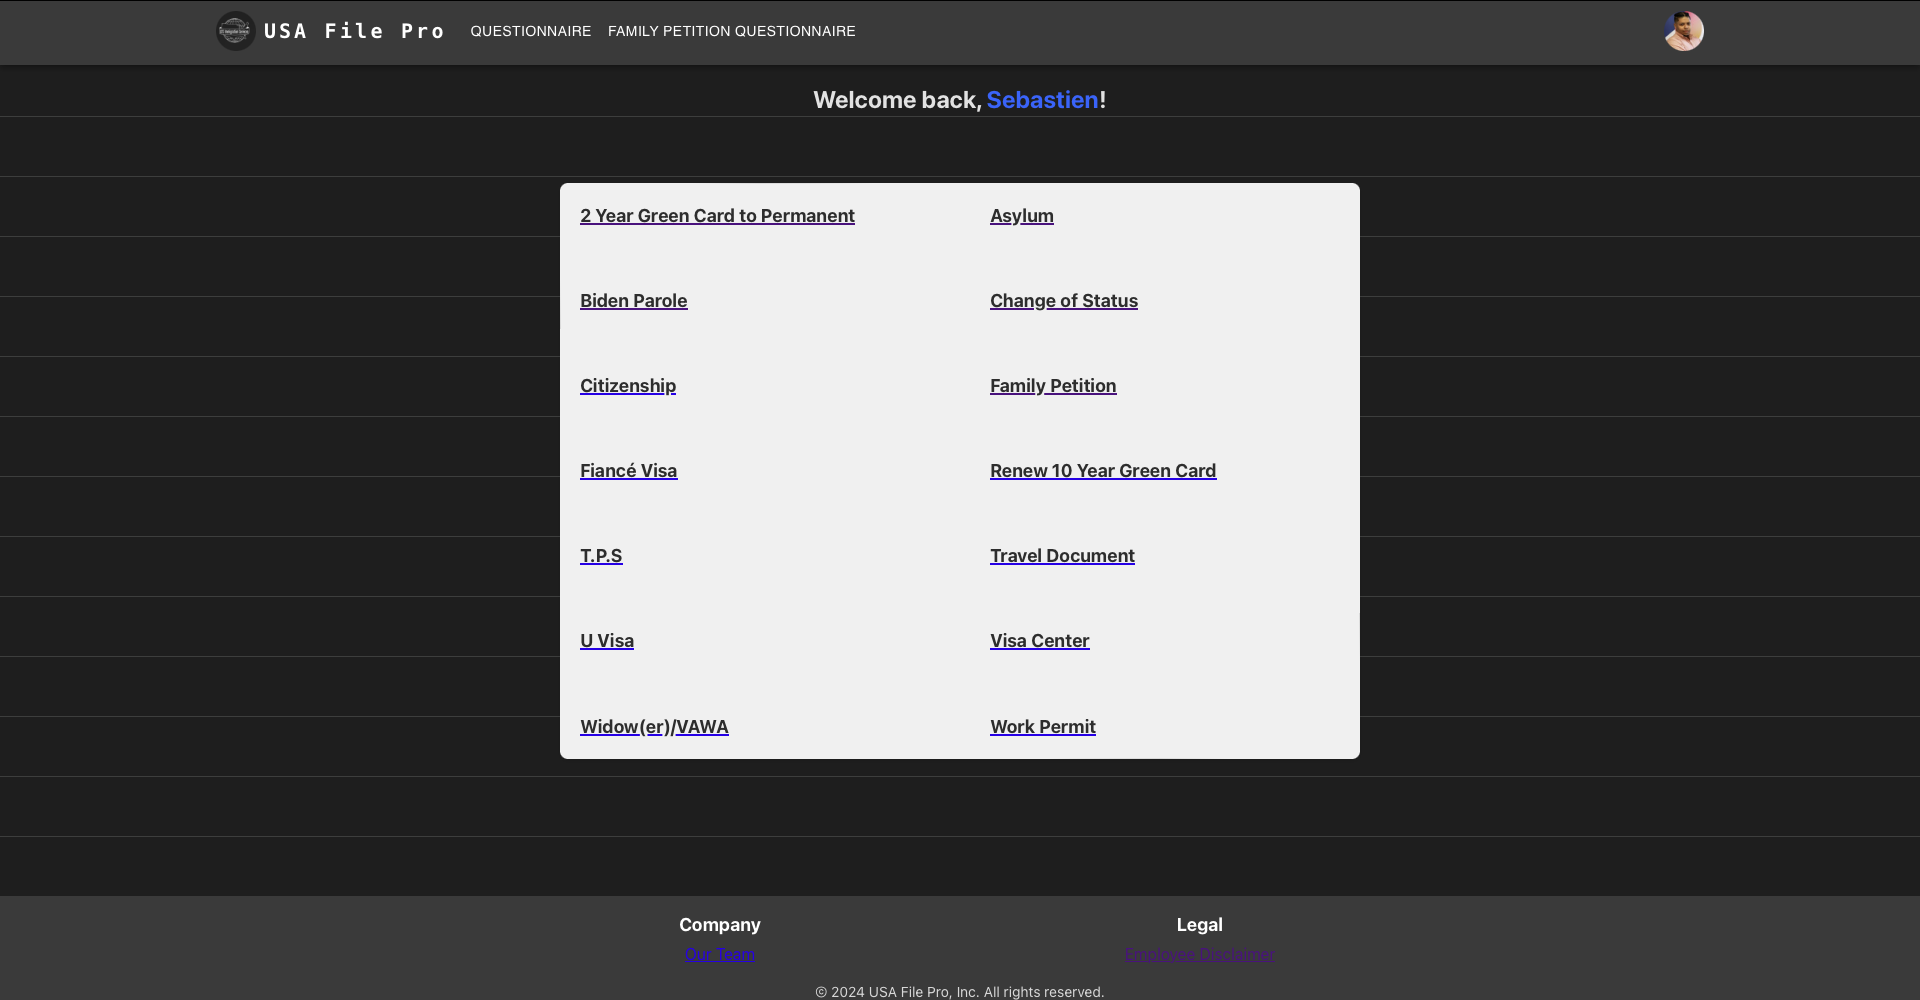 USA File Pro QUESTIONNAIRE FAMILY PETITION QUESTIONNAIRE
Welcome back, Sebastien!
2 Year Green Card to Permanent
Asylum
Biden Parole
Change of Status
Citizenship
Family Petition
Fiancé Visa
Renew 10 Year Green Card
T.P.S
Travel Document
U Visa
Visa Center
Widow(er)/VAWA
Work Permit
Company
Our Team
Legal
Employee Disclaimer
© 2024 USA File Pro, Inc. All rights reserved.